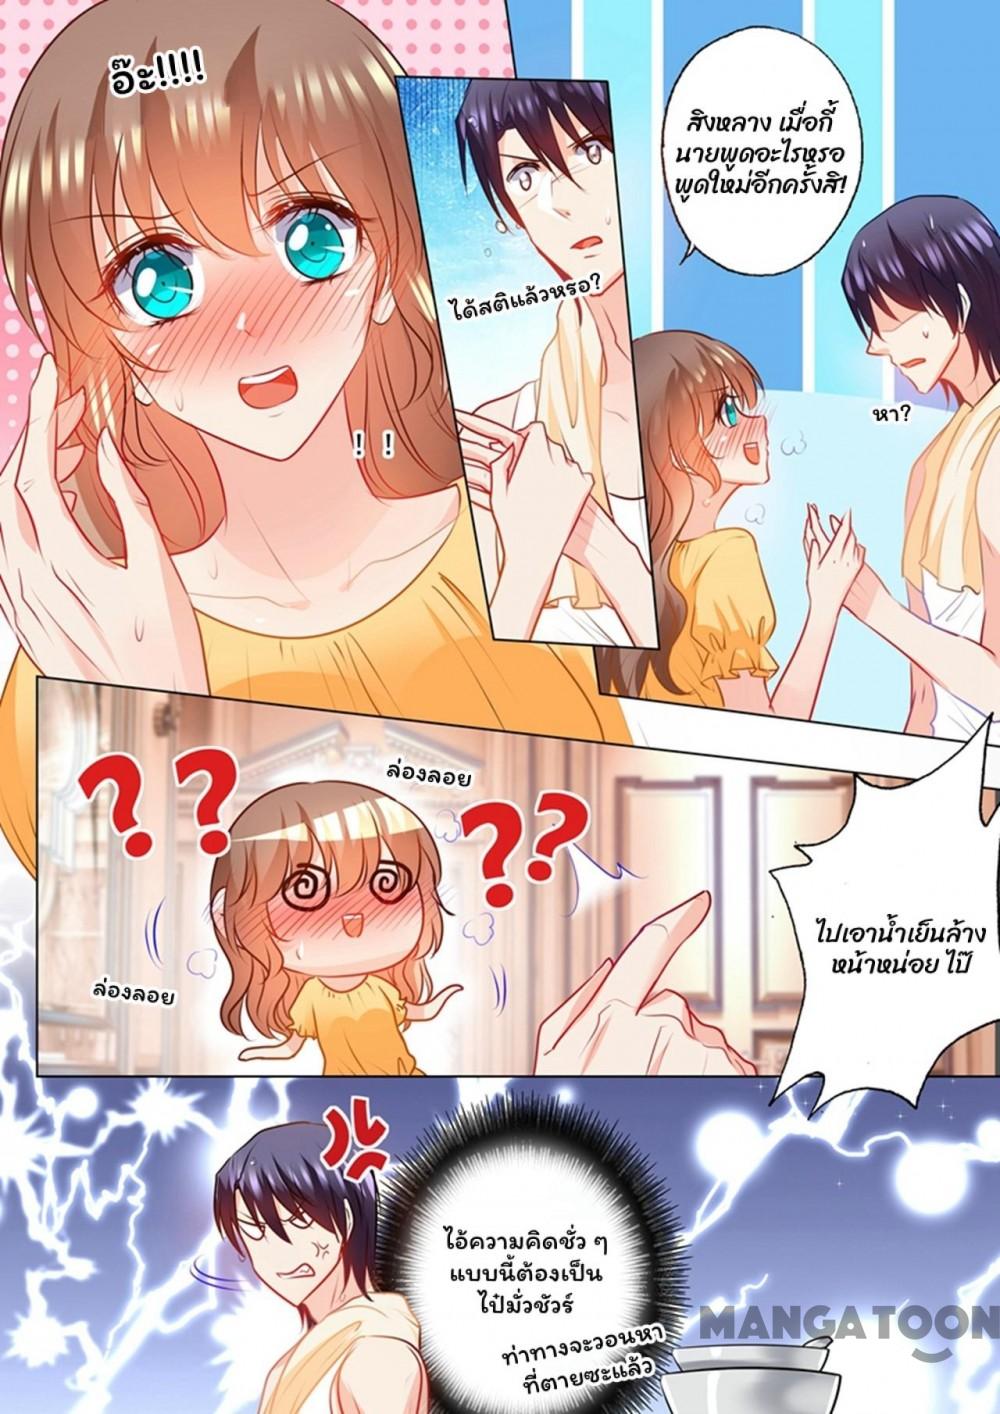 อ๊ะ!!!!
! !
ได้สติแล้วหรอ?
สิงหลาง เมื่อกี้
นายพูดอะไรหรอ
พูดใหม่อีกครั้งสิ!
หา?
? ?
ล่องลอย
??
ล่องลอย
ไปเอาน้ำเย็นล้าง
หน้าหน่อย ไป๊
ไอ้ความคิดชั่ว ๆ
แบบนี้ต้องเป็น
ไป๋มั่วชัวร์
ท่าทางจะวอนหา
ที่ตายซะแล้ว
MANGATOON